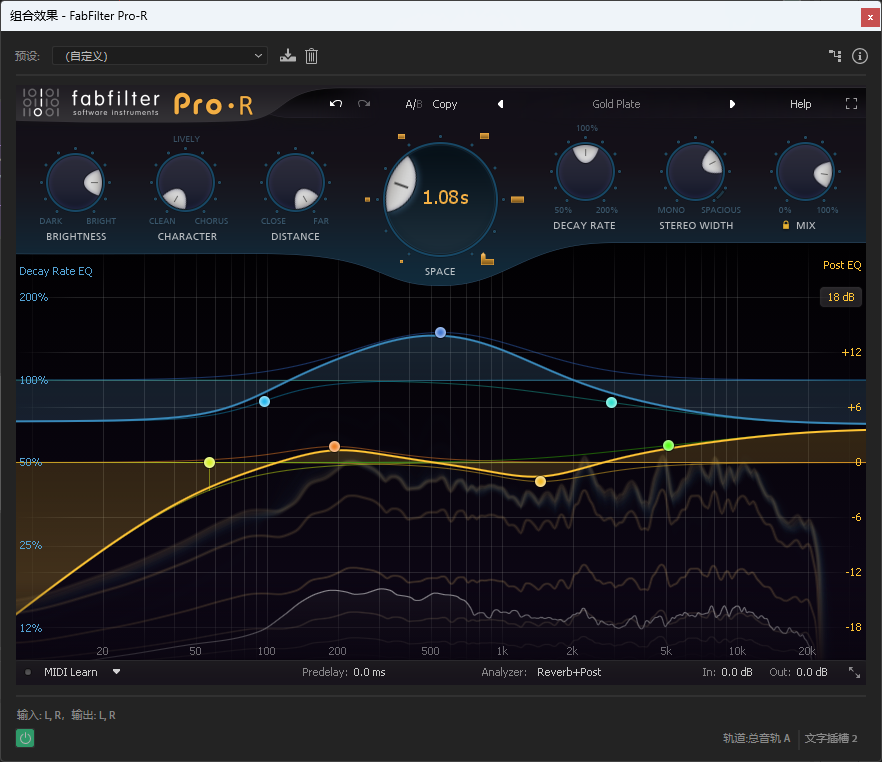 组合效果 - FabFilter Pro-R
x
预设: (自定义)
fabfilter
software instruments
Pro·R
A/B Copy
Gold Plate
Help
LIVELY
100%
DARK BRIGHT
BRIGHTNESS
CLEAN CHORUS
CHARACTER
CLOSE FAR
DISTANCE
1.08s
SPACE
50% 200%
DECAY RATE
MONO SPACIOUS
STEREO WIDTH
0% 100%
MIX
Decay Rate EQ
Post EQ
200%
18 dB
+12
100%
+6
50%
0
-6
25%
-12
12%
-18
20 50 100 200 500 1k 2k 5k 10k 20k
MIDI Learn Predelay: 0.0 ms Analyzer: Reverb+Post In: 0.0 dB Out: 0.0 dB
输入: L, R，输出: L, R
轨道:总音轨 A 文字插槽 2